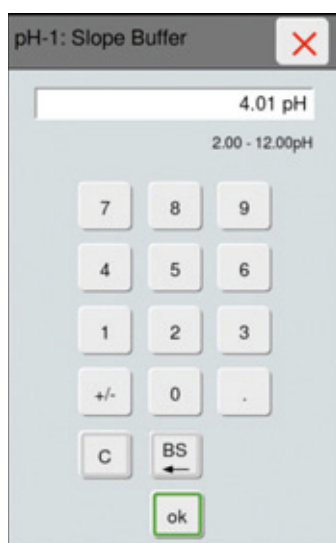 pH-1: Slope Buffer
4.01 pH
2.00 - 12.00pH
7 8 9
4 5 6
1 2 3
+/- 0 .
C BS
ok